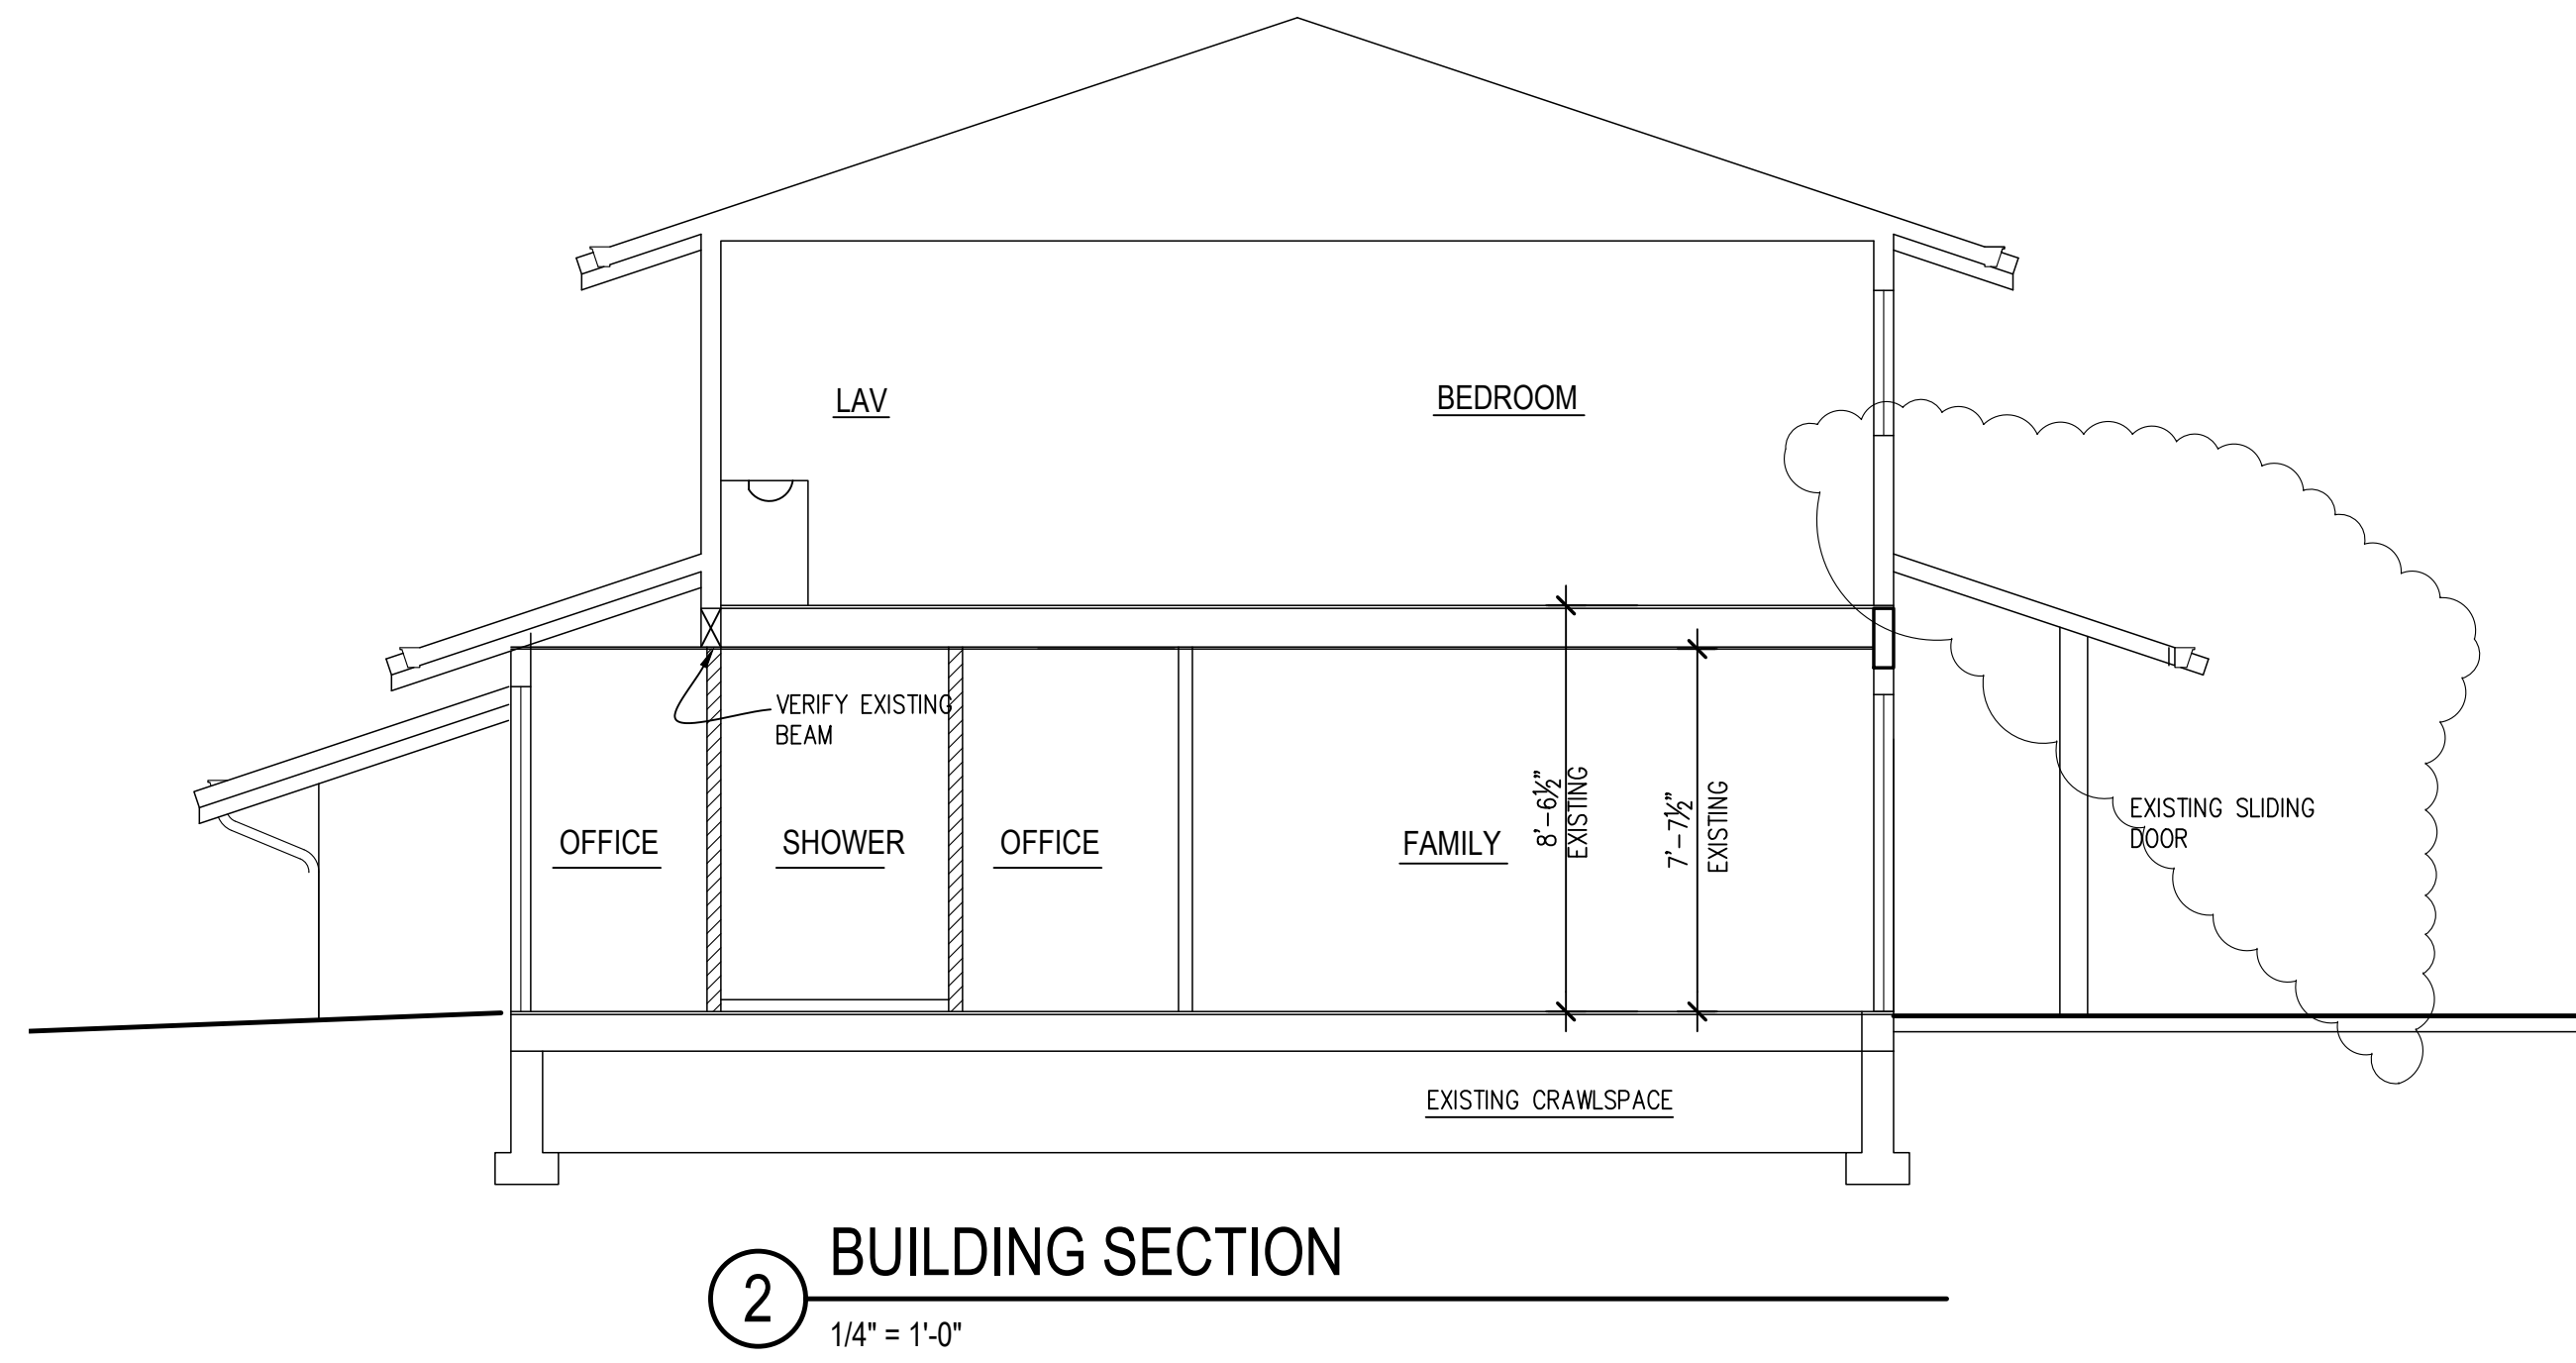 LAV
BEDROOM
VERIFY EXISTING
BEAM
OFFICE
SHOWER
OFFICE
FAMILY
8'-6½"
EXISTING
7'-7½"
EXISTING
EXISTING SLIDING
DOOR
EXISTING CRAWLSPACE
2
BUILDING SECTION
1/4" = 1'-0"